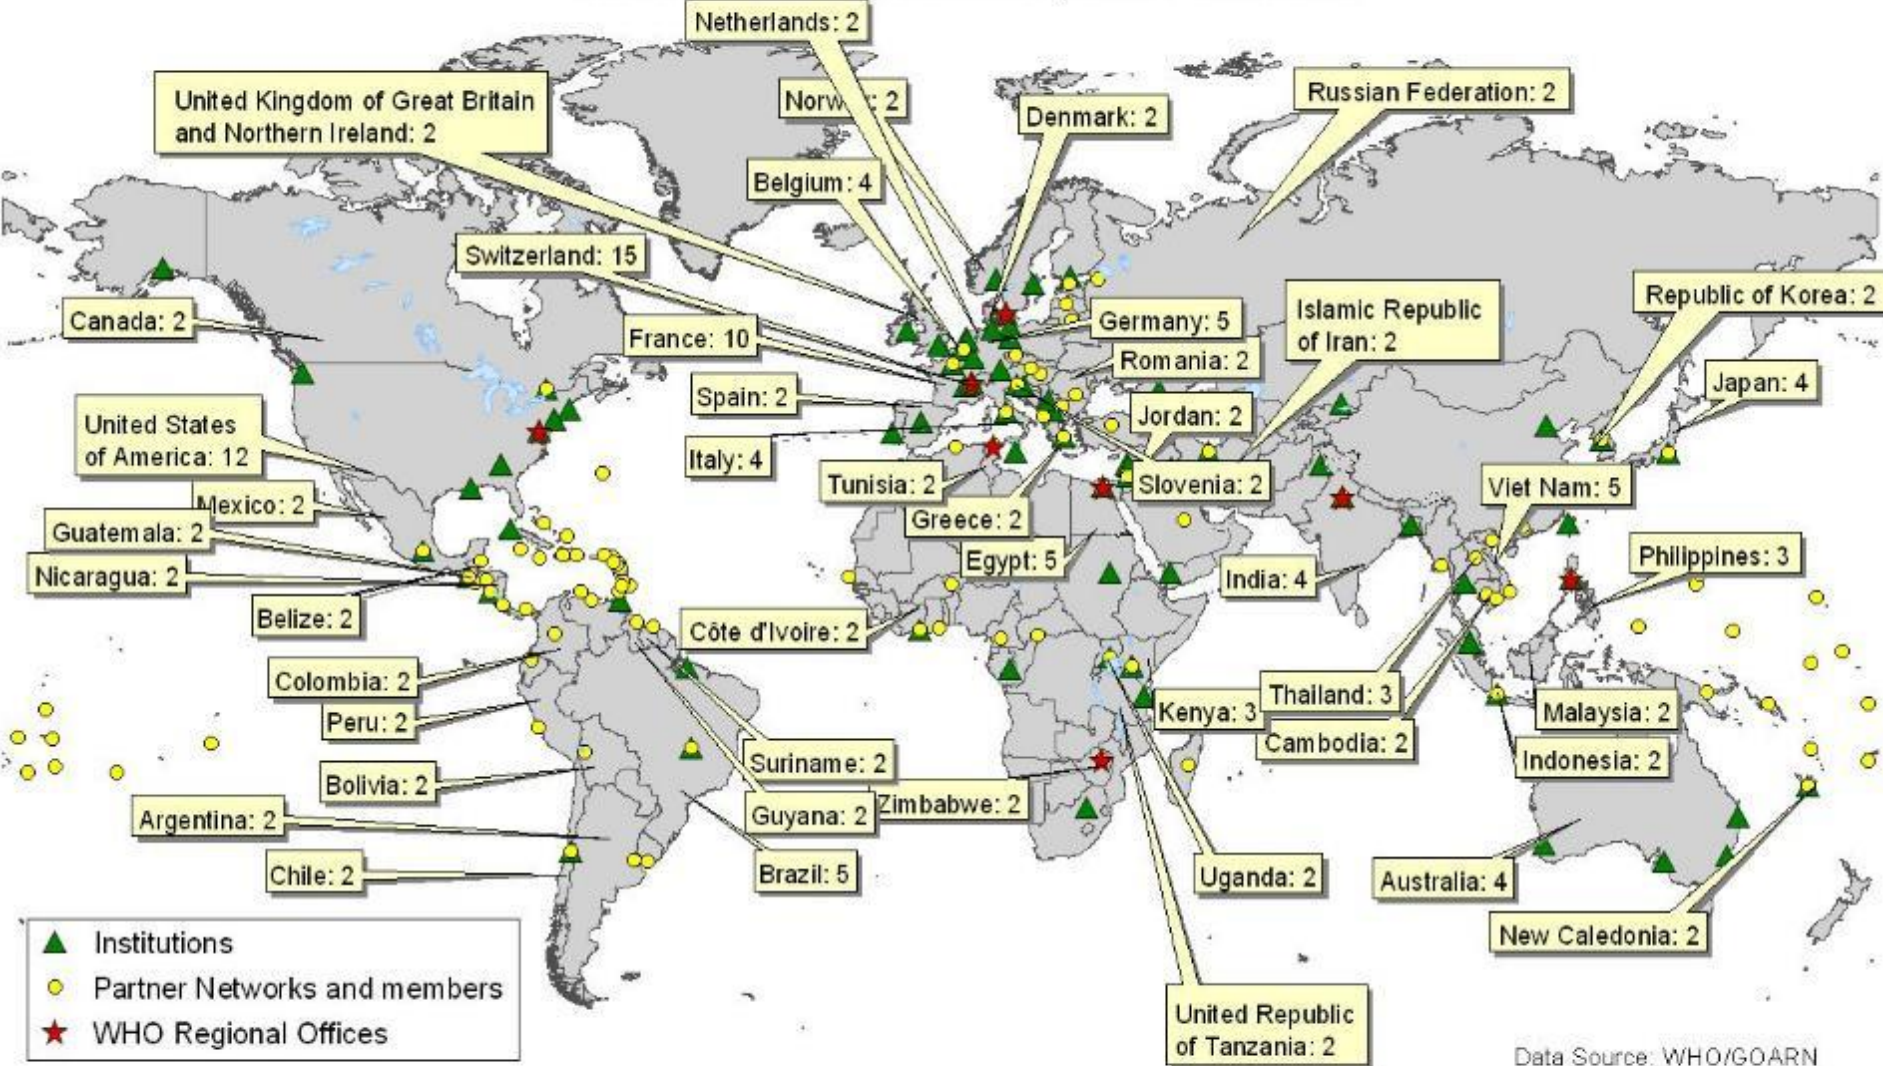 Netherlands: 2
United Kingdom of Great Britain
and Northern Ireland: 2
Norway: 2
Denmark: 2
Russian Federation: 2
Belgium: 4
Switzerland: 15
Canada: 2
France: 10
Germany: 5
Islamic Republic
of Iran: 2
Republic of Korea: 2
Romania: 2
Spain: 2
Jordan: 2
Japan: 4
United States
of America: 12
Italy: 4
Tunisia: 2
Slovenia: 2
Viet Nam: 5
Mexico: 2
Greece: 2
Guatemala: 2
Egypt: 5
Philippines: 3
Nicaragua: 2
India: 4
Belize: 2
Côte d'Ivoire: 2
Colombia: 2
Thailand: 3
Peru: 2
Kenya: 3
Malaysia: 2
Cambodia: 2
Suriname: 2
Indonesia: 2
Bolivia: 2
Guyana: 2
Zimbabwe: 2
Argentina: 2
Chile: 2
Brazil: 5
Uganda: 2
Australia: 4
New Caledonia: 2
Institutions
Partner Networks and members
WHO Regional Offices
United Republic
of Tanzania: 2
Data Source: WHO/GOARN